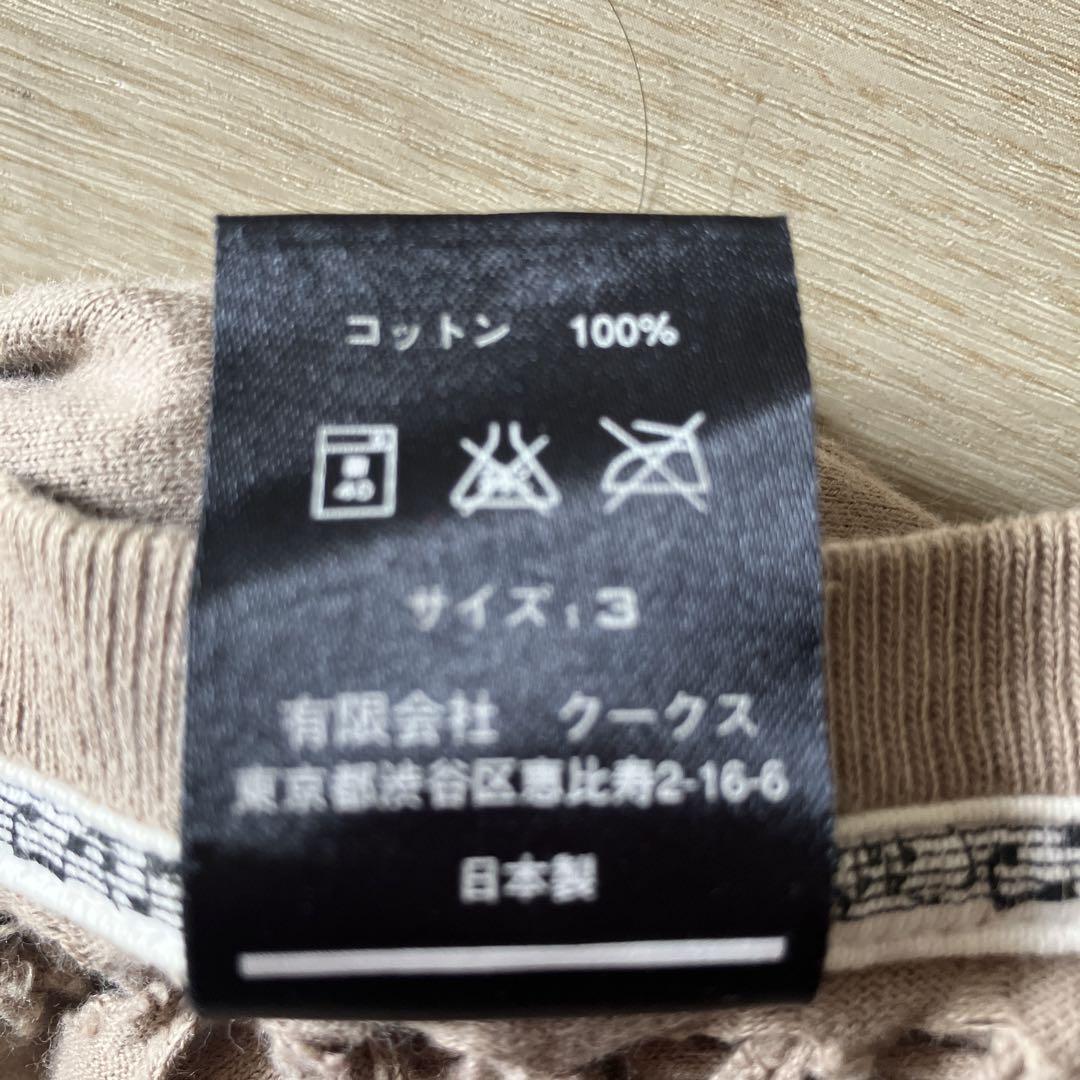 コットン 100%
40
サイズ:3
有限会社 クークス
東京都渋谷区恵比寿2-16-6
日本製